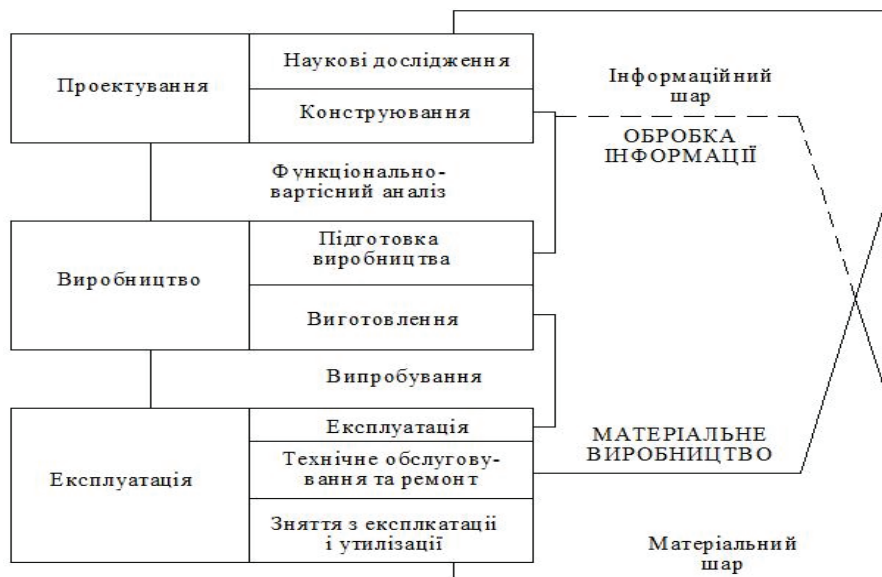 Проектування
Наукові дослідження
Конструювання
Інформаційний
шар
ОБРОБКА
ІНФОРМАЦІЇ
Функціонально-
вартісний аналіз
Виробництво
Підготовка
виробництва
Виготовлення
Випробування
Експлуатація
Експлуатація
Технічне обслугову-
вання та ремонт
Зняття з експлкатації
і утилизації
МАТЕРІАЛЬНЕ
ВИРОБНИЦТВО
Матеріальний
шар